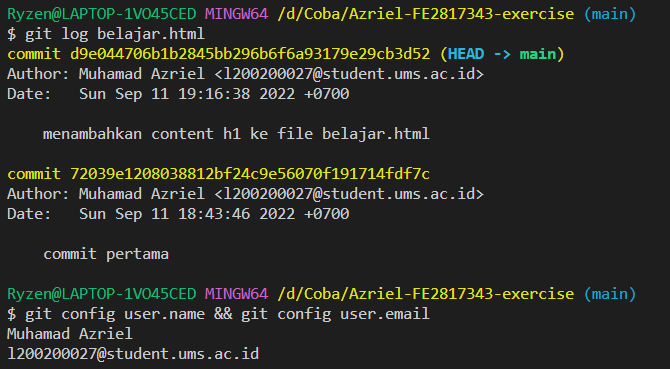 Ryzen@LAPTOP-1VO45CED MINGW64 /d/Coba/Azriel-FE2817343-exercise (main)
$ git log belajar.html
commit d9e044706b1b2845bb296b6f6a93179e29cb3d52 (HEAD -> main)
Author: Muhamad Azriel <l200200027@student.ums.ac.id>
Date:   Sun Sep 11 19:16:38 2022 +0700
menambahkan content h1 ke file belajar.html
commit 72039e1208038812bf24c9e56070f191714fdf7c
Author: Muhamad Azriel <l200200027@student.ums.ac.id>
Date:   Sun Sep 11 18:43:46 2022 +0700
commit pertama
Ryzen@LAPTOP-1VO45CED MINGW64 /d/Coba/Azriel-FE2817343-exercise (main)
$ git config user.name && git config user.email
Muhamad Azriel
l200200027@student.ums.ac.id